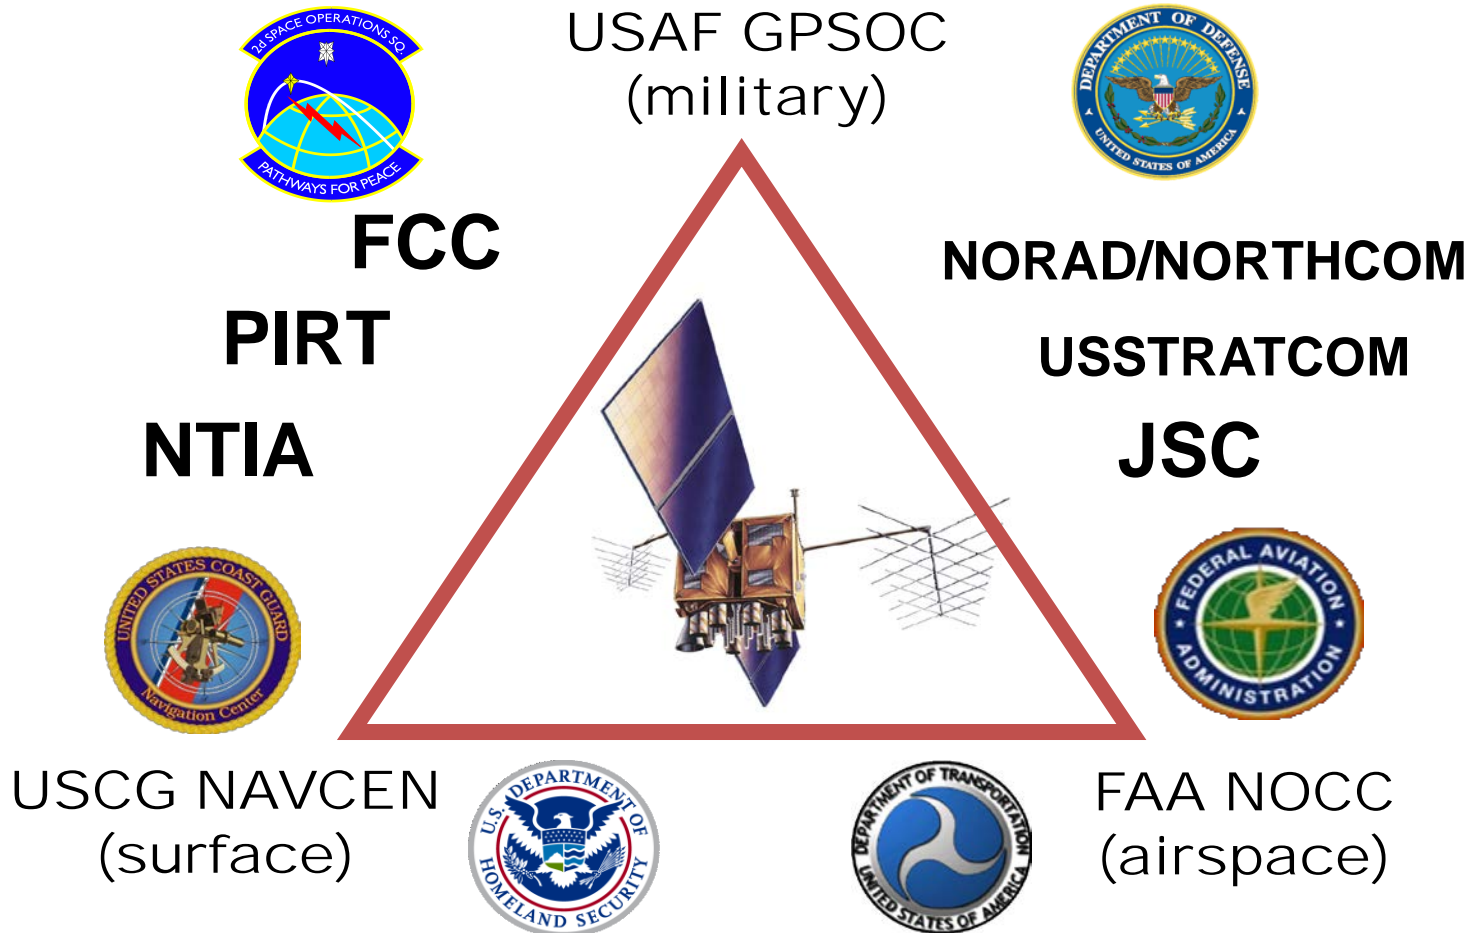 2d SPACE OPERATIONS SQ.
PATHWAYS FOR PEACE
USAF GPSOC
(military)
DEPARTMENT OF DEFENSE
UNITED STATES OF AMERICA
FCC
PIRT
NTIA
NORAD/NORTHCOM
USSTRATCOM
JSC
UNITED STATES COAST GUARD
Navigation Center
FEDERAL AVIATION
ADMINISTRATION
USCG NAVCEN
(surface)
U.S. DEPARTMENT OF
HOMELAND SECURITY
DEPARTMENT OF TRANSPORTATION
UNITED STATES OF AMERICA
FAA NOCC
(airspace)